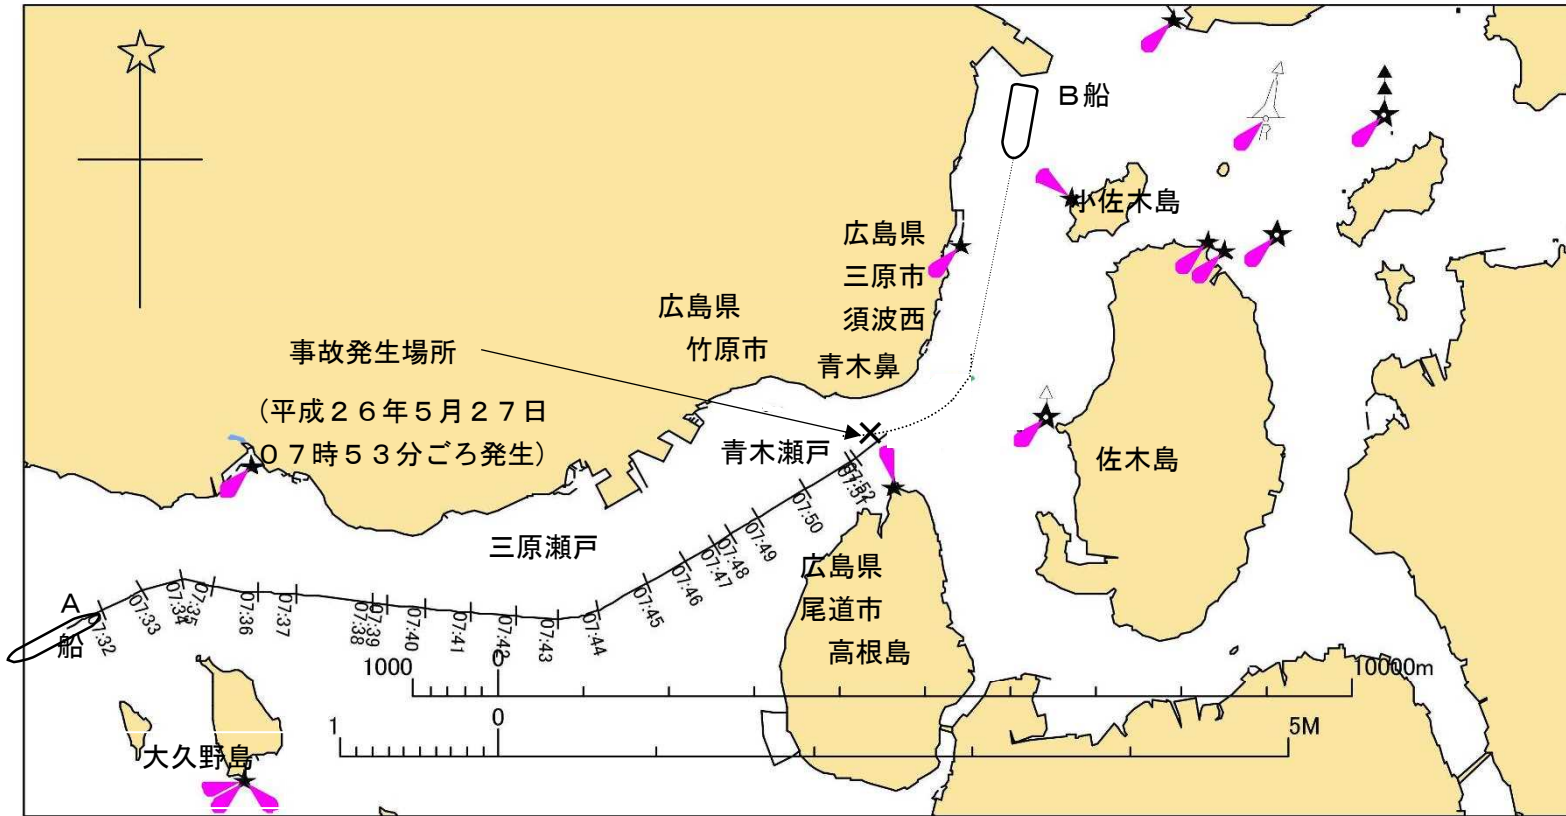 Ｂ船
小佐木島
広島県
三原市
須波西
広島県
竹原市
青木鼻
事故発生場所
（平成２６年５月２７日
０７時５３分ごろ発生）
青木瀬戸
佐木島
三原瀬戸
広島県
尾道市
高根島
Ａ
船
07:32
07:33
07:34
07:35
07:36
07:37
07:38
07:39
07:40
07:41
07:42
07:43
07:44
07:45
07:46
07:47
07:48
07:49
07:50
07:51
07:52
R
1000
0
10000m
1
0
5M
大久野島